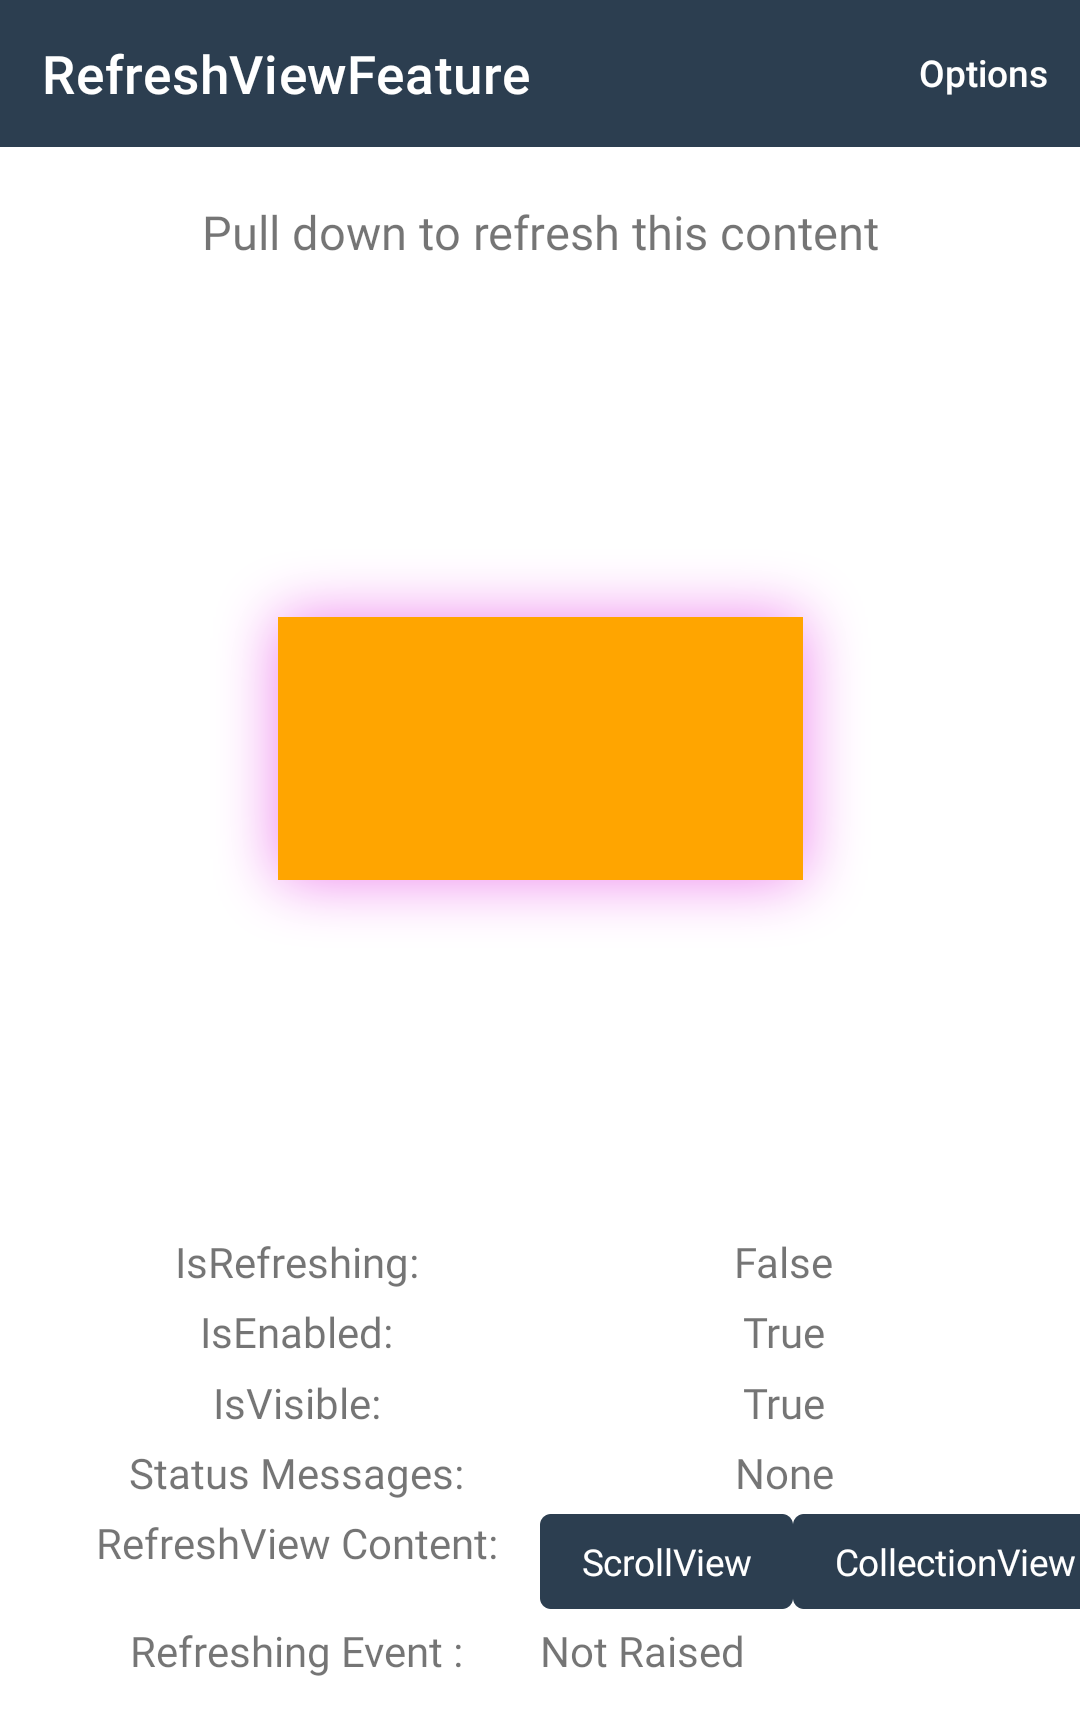 RefreshViewFeature Options
Pull down to refresh this content
IsRefreshing: False
IsEnabled: True
IsVisible: True
Status Messages: None
RefreshView Content: ScrollView CollectionView
Refreshing Event : Not Raised